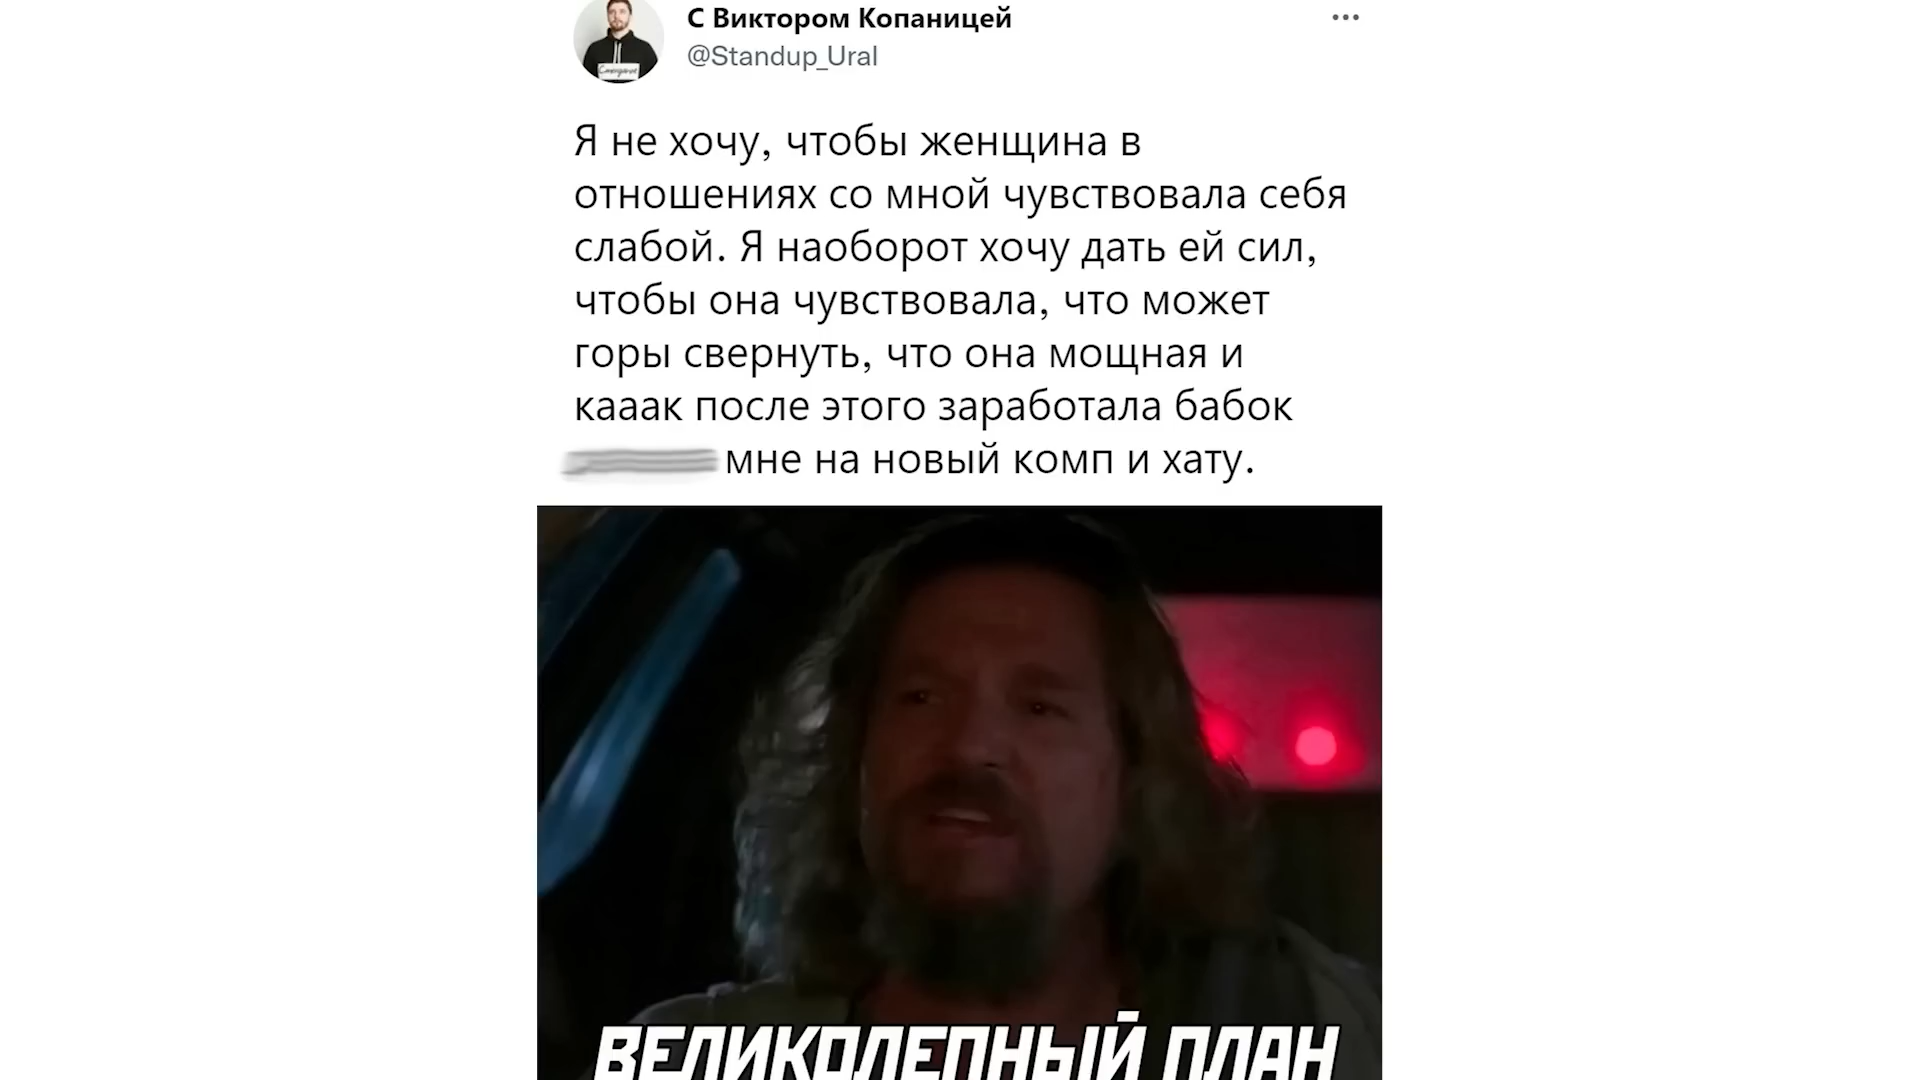 С Виктором Копаницей
@Standup_Ural
Я не хочу, чтобы женщина в
отношениях со мной чувствовала себя
слабой. Я наоборот хочу дать ей сил,
чтобы она чувствовала, что может
горы свернуть, что она мощная и
кааак после этого заработала бабок
мне на новый комп и хату.
ВЕЛИКОЛЕПНЫЙ ПЛАН